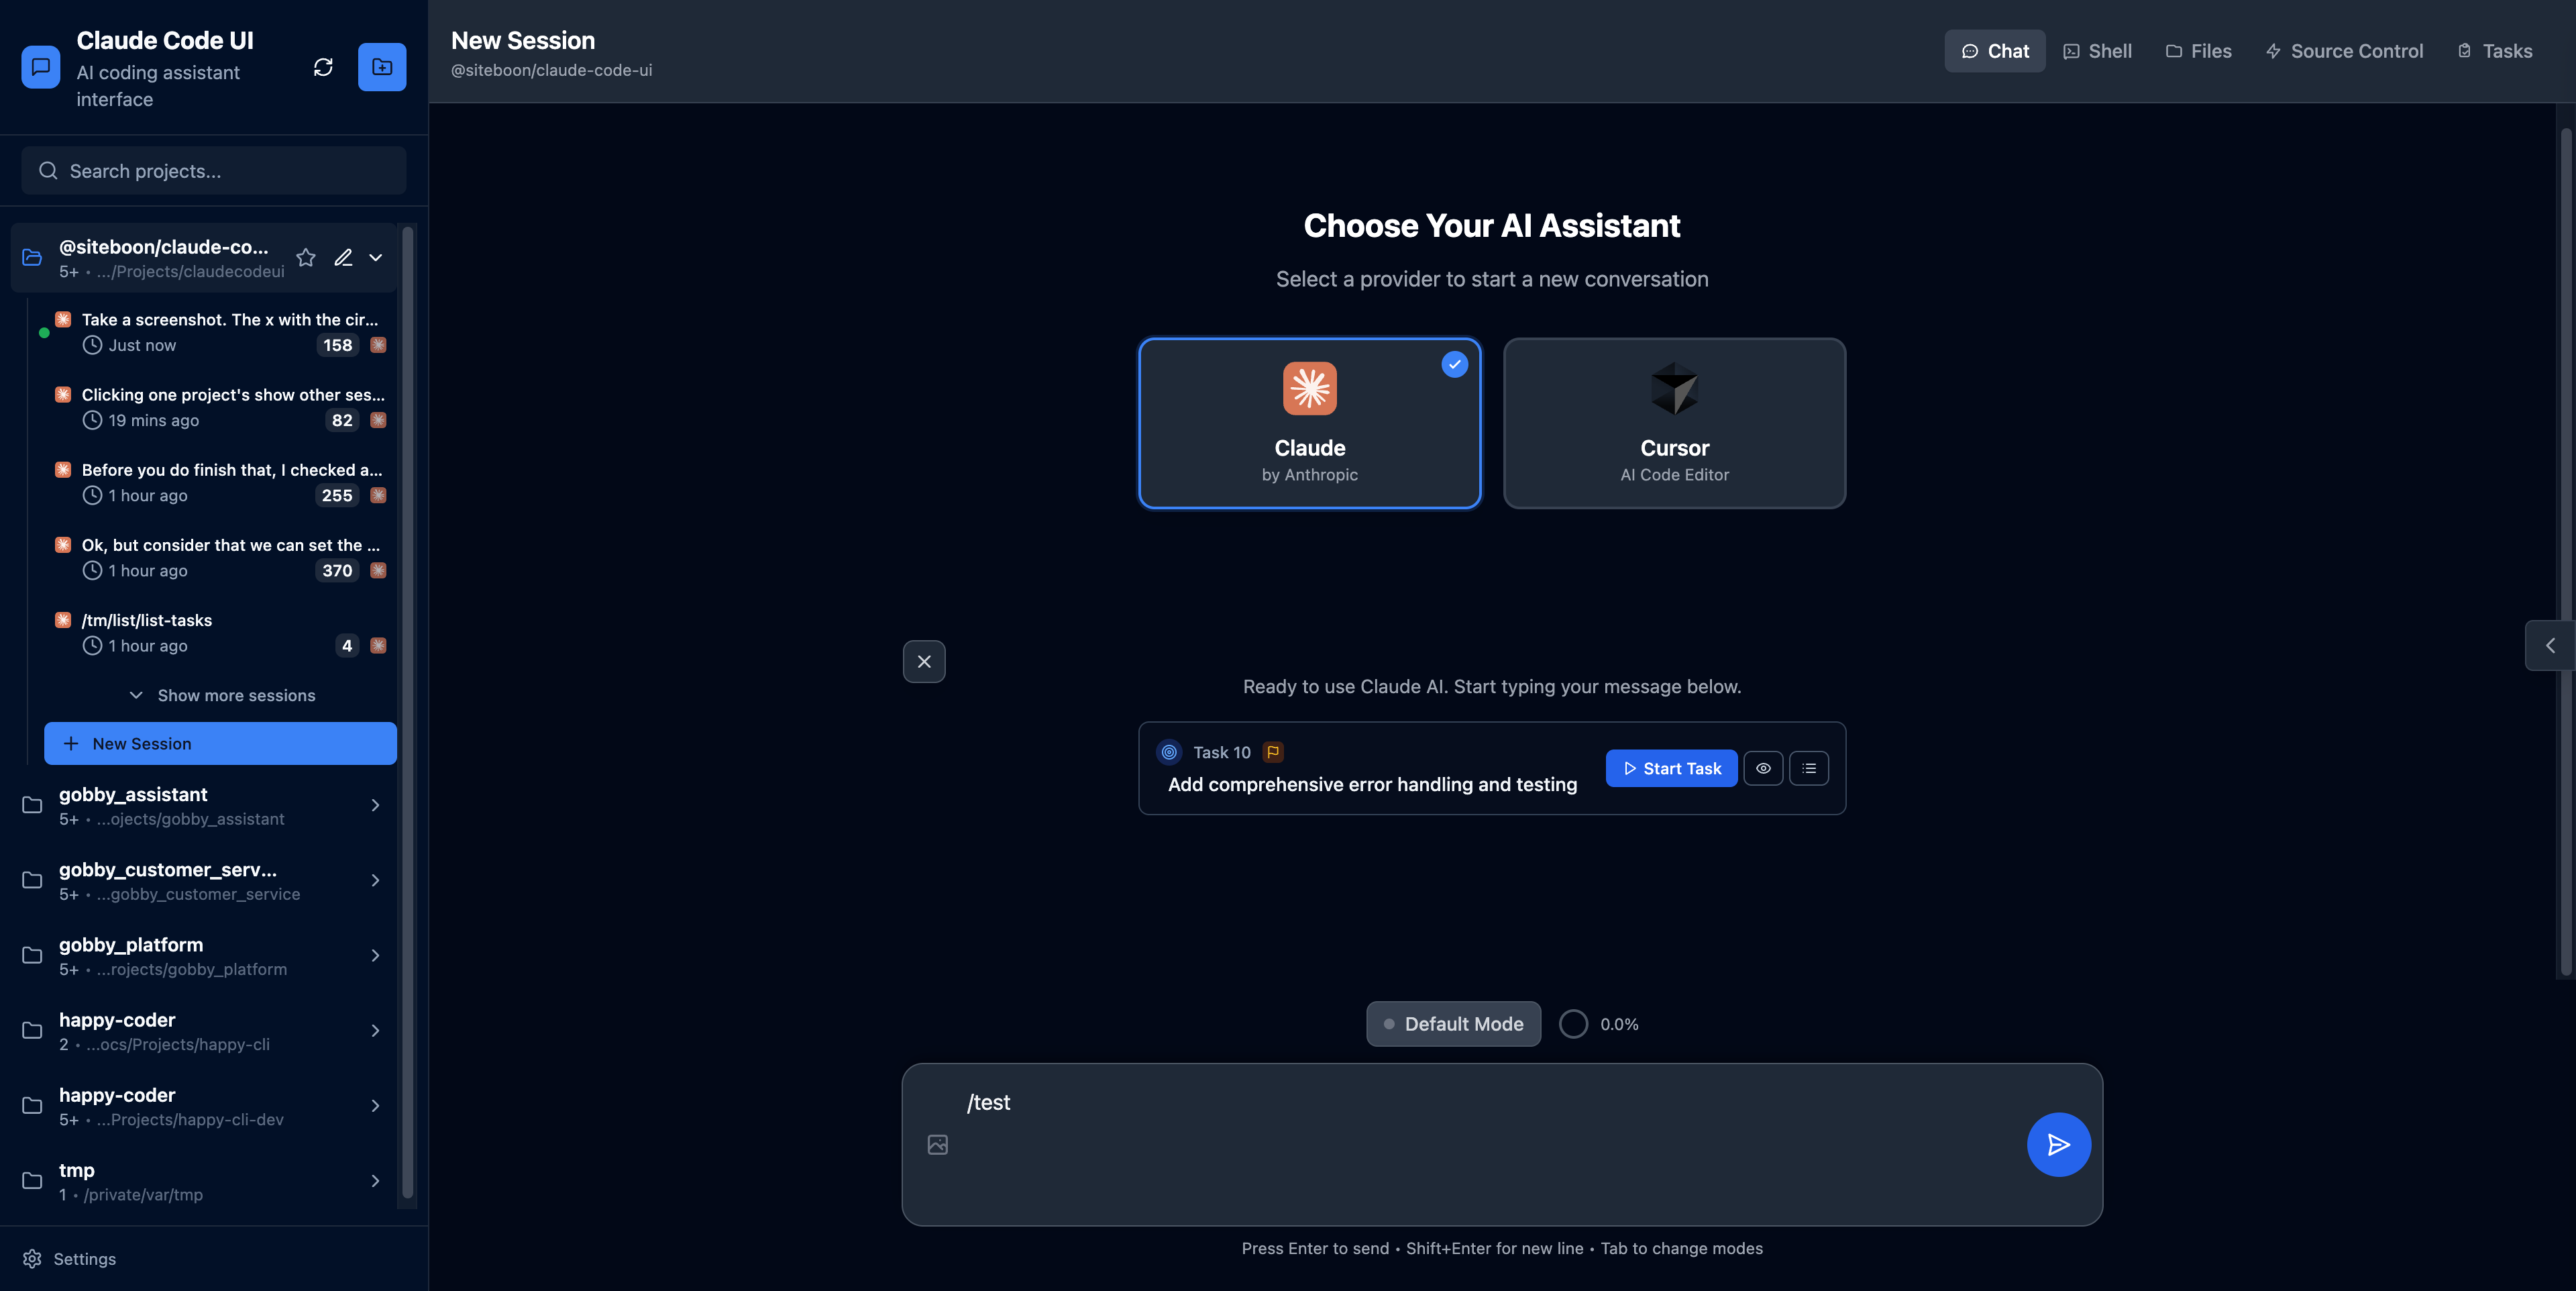 Claude Code UI
AI coding assistant
interface
Search projects...
@siteboon/claude-co...
5+ • .../Projects/claudecodeui
Take a screenshot. The x with the cir...
Just now 158
Clicking one project's show other ses...
19 mins ago 82
Before you do finish that, I checked a...
1 hour ago 255
Ok, but consider that we can set the ...
1 hour ago 370
/tm/list/list-tasks
1 hour ago 4
Show more sessions
New Session
gobby_assistant
5+ • ...ojects/gobby_assistant
gobby_customer_serv...
5+ • ...gobby_customer_service
gobby_platform
5+ • ...rojects/gobby_platform
happy-coder
2 • ...ocs/Projects/happy-cli
happy-coder
5+ • ...Projects/happy-cli-dev
tmp
1 • /private/var/tmp
Settings
New Session
@siteboon/claude-code-ui
Chat Shell Files Source Control Tasks
Choose Your AI Assistant
Select a provider to start a new conversation
Claude
by Anthropic
Cursor
AI Code Editor
Ready to use Claude AI. Start typing your message below.
Task 10
Add comprehensive error handling and testing
Start Task
Default Mode 0.0%
/test
Press Enter to send • Shift+Enter for new line • Tab to change modes